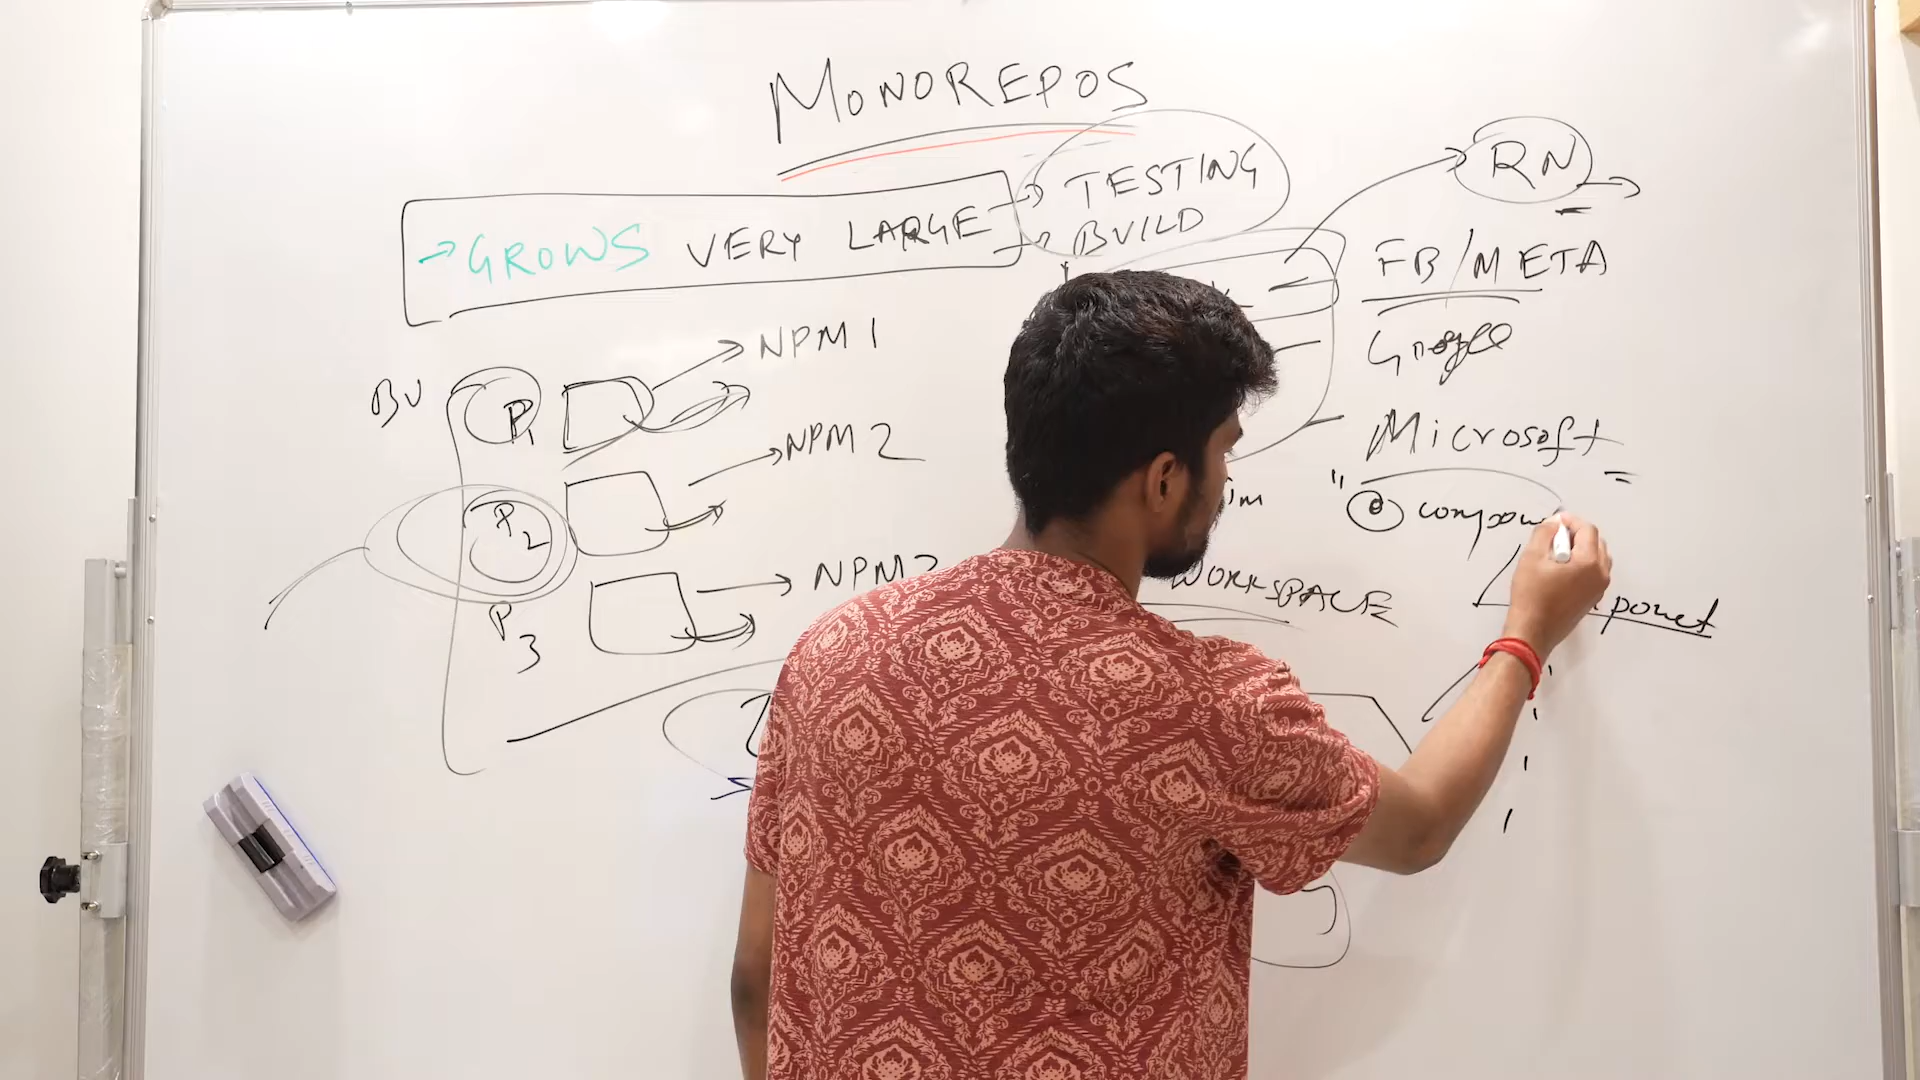 MONOREPOS
→ GROWS VERY LARGE
→ TESTING
→ BUILD
RN →
FB/META
Google
Microsoft
NPM 1
BU
P1
NPM 2
P2
NPM
P3
WORKSPACE